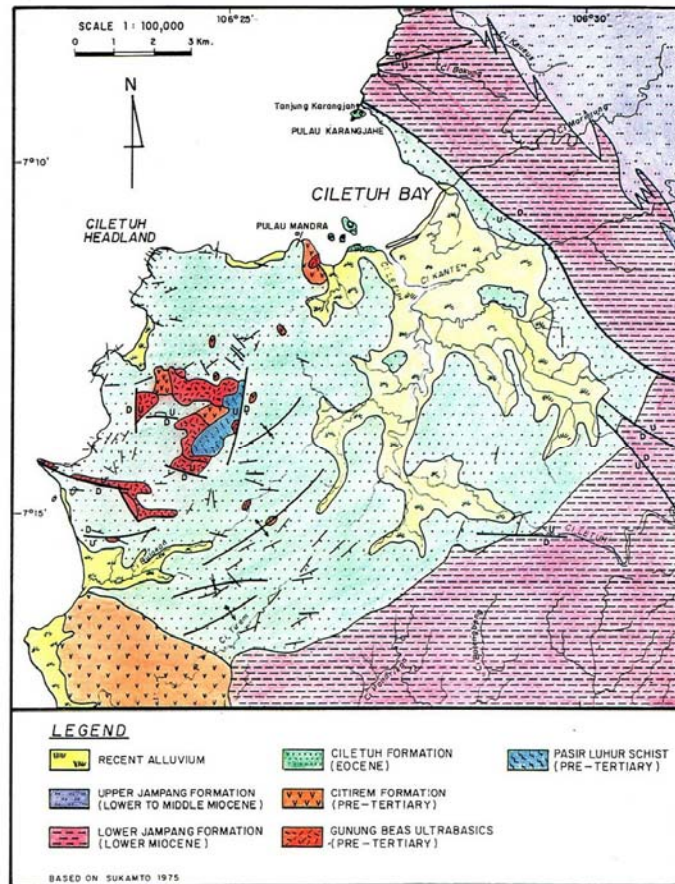 106°25'
106°30'
SCALE 1 : 100,000
0 1 2 3 Km.
N
Tanjung Karangjahe
PULAU KARANGJAHE
7°10'
CILETUH BAY
CILETUH
HEADLAND
PULAU MANDRA
CI KANTEH
7°15'
CILETUH
LEGEND
RECENT ALLUVIUM
UPPER JAMPANG FORMATION
(LOWER TO MIDDLE MIOCENE)
LOWER JAMPANG FORMATION
(LOWER MIOCENE)
CILETUH FORMATION
(EOCENE)
CITIREM FORMATION
(PRE-TERTIARY)
GUNUNG BEAS ULTRABASICS
(PRE-TERTIARY)
PASIR LUHUR SCHIST
(PRE-TERTIARY)
BASED ON SUKAMTO 1975